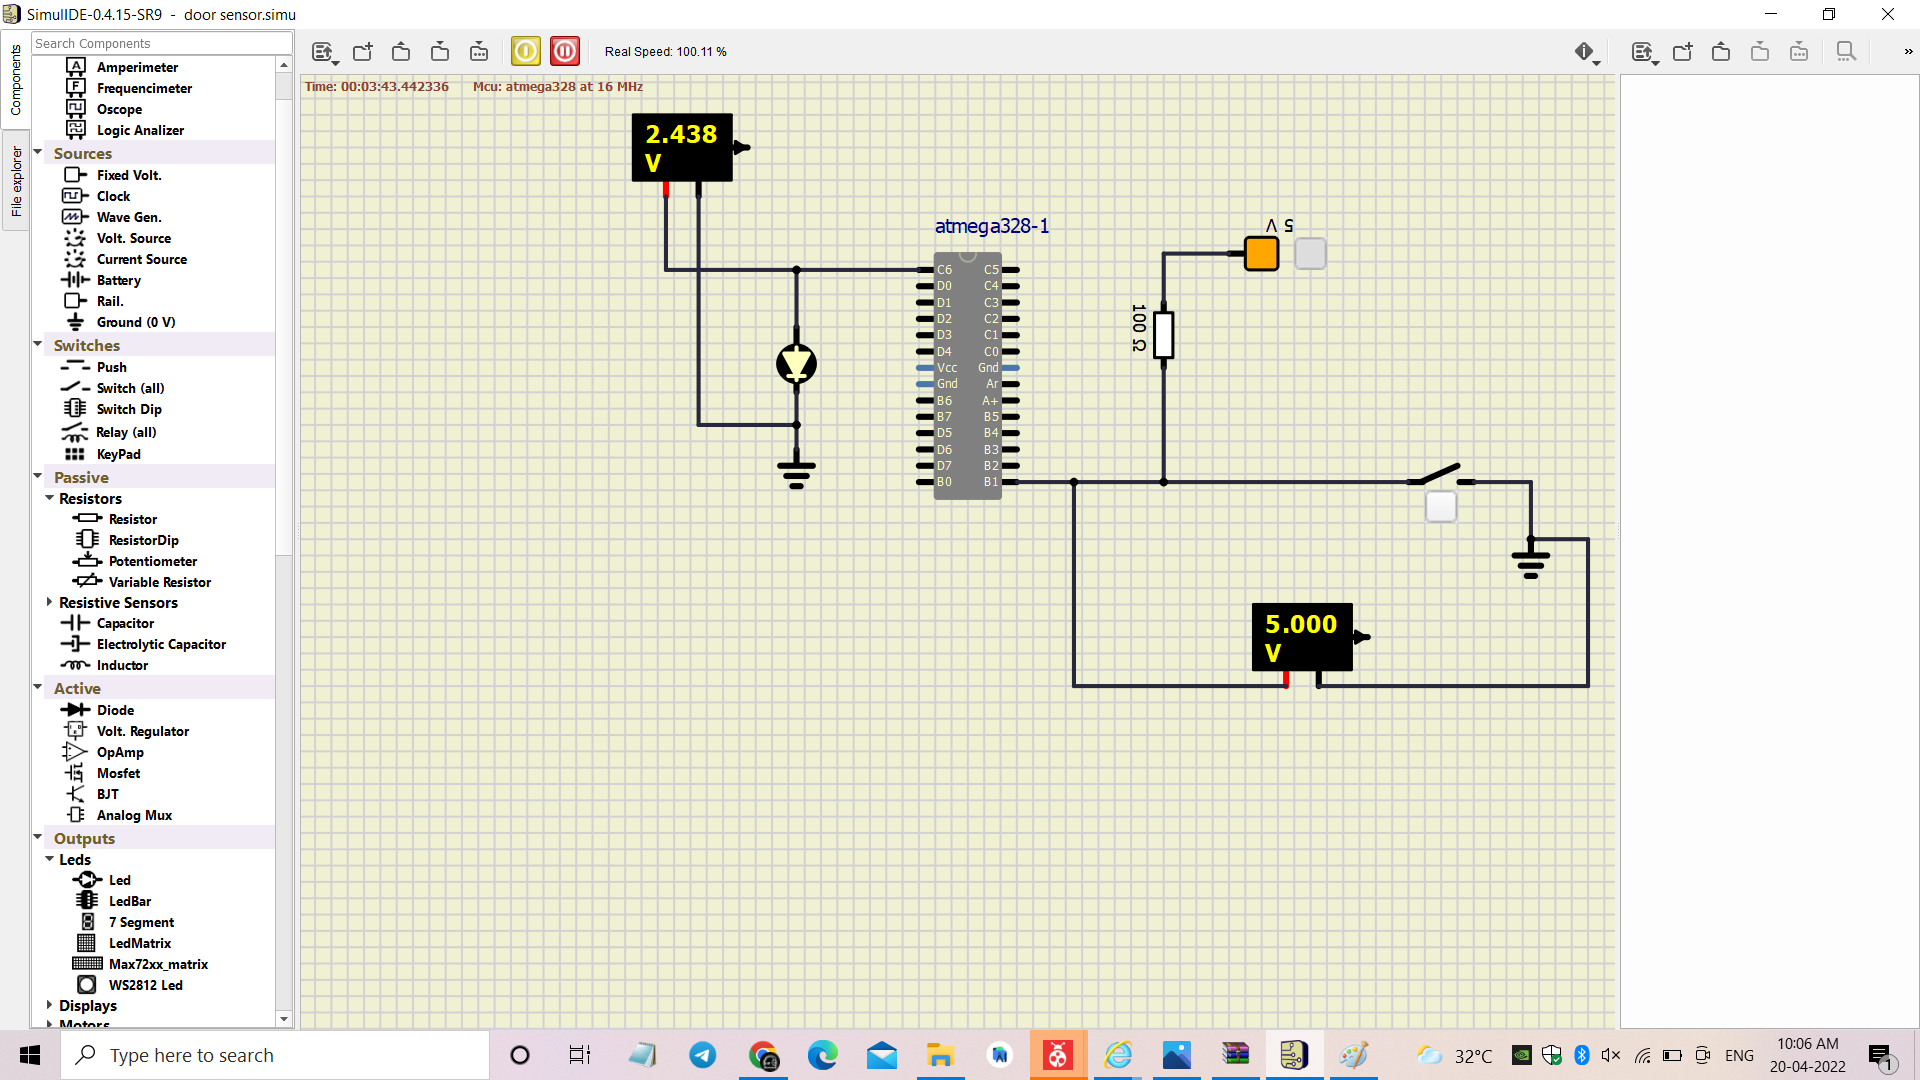 SimulIDE-0.4.15-SR9 - door sensor.simu
Components
File explorer
Search Components
Amperimeter
Frequencimeter
Oscope
Logic Analizer
Sources
Fixed Volt.
Clock
Wave Gen.
Volt. Source
Current Source
Battery
Rail.
Ground (0 V)
Switches
Push
Switch (all)
Switch Dip
Relay (all)
KeyPad
Passive
Resistors
Resistor
ResistorDip
Potentiometer
Variable Resistor
Resistive Sensors
Capacitor
Electrolytic Capacitor
Inductor
Active
Diode
Volt. Regulator
OpAmp
Mosfet
BJT
Analog Mux
Outputs
Leds
Led
LedBar
7 Segment
LedMatrix
Max72xx_matrix
WS2812 Led
Displays
Motors
Real Speed: 100.11 %
»
Time: 00:03:43.442336 Mcu: atmega328 at 16 MHz
2.438
V
atmega328-1
C6 C5
D0 C4
D1 C3
D2 C2
D3 C1
D4 C0
Vcc Gnd
Gnd Ar
B6 A+
B7 B5
D5 B4
D6 B3
D7 B2
B0 B1
5 V
100 Ω
5.000
V
Type here to search
32°C
ENG
10:06 AM
20-04-2022
1